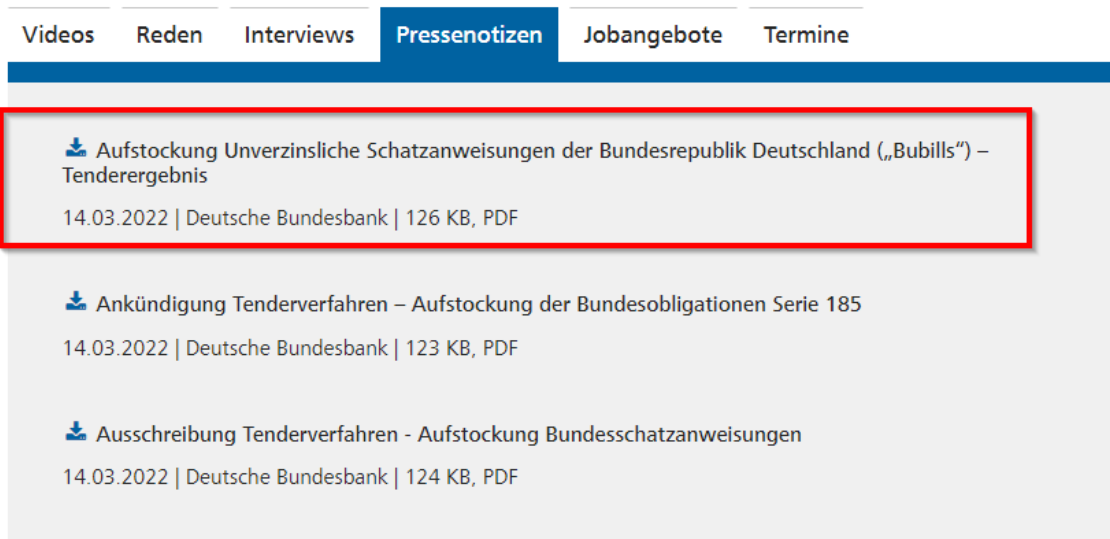 Videos Reden Interviews Pressenotizen Jobangebote Termine
Aufstockung Unverzinsliche Schatzanweisungen der Bundesrepublik Deutschland („Bubills“) –
Tenderergebnis
14.03.2022 | Deutsche Bundesbank | 126 KB, PDF
Ankündigung Tenderverfahren – Aufstockung der Bundesobligationen Serie 185
14.03.2022 | Deutsche Bundesbank | 123 KB, PDF
Ausschreibung Tenderverfahren - Aufstockung Bundesschatzanweisungen
14.03.2022 | Deutsche Bundesbank | 124 KB, PDF